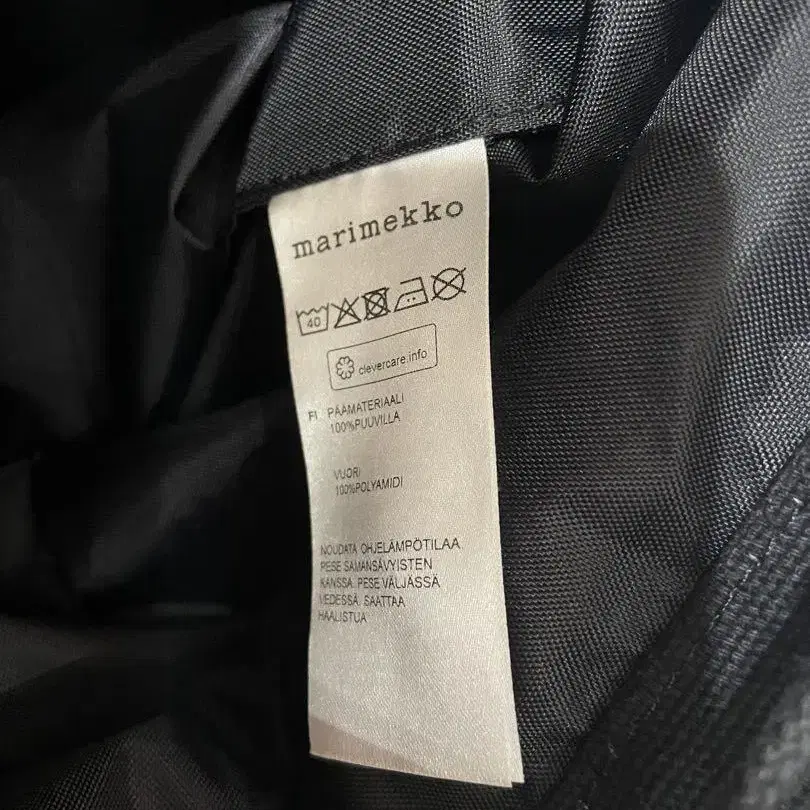 marimekko
40
clevercare.info
FI PÄÄMATERIAALI
100%PUUVILLA
VUORI
100%POLYAMIDI
NOUDATA OHJELÄMPÖTILAA.
PESE SAMANSÄVYISTEN
KANSSA. PESE VÄLJÄSSÄ
VEDESSÄ. SAATTAA
HAALISTUA